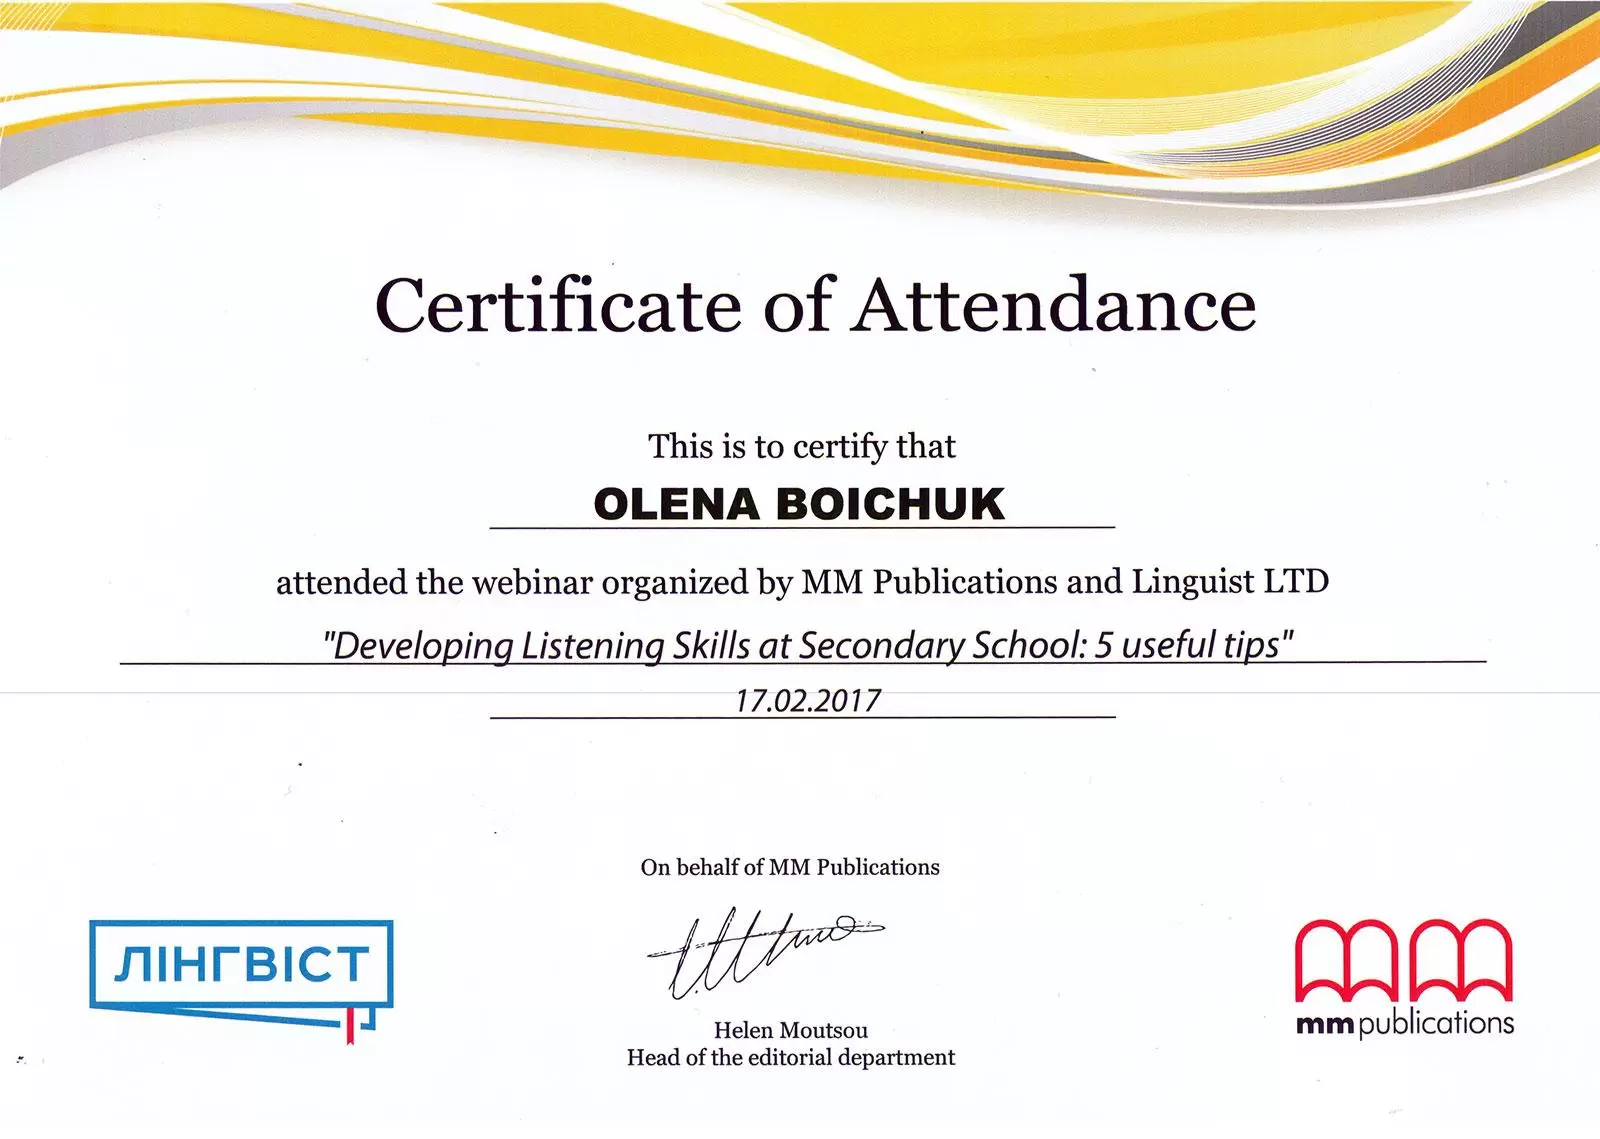 Certificate of Attendance
This is to certify that
OLENA BOICHUK
attended the webinar organized by MM Publications and Linguist LTD
"Developing Listening Skills at Secondary School: 5 useful tips"
17.02.2017
On behalf of MM Publications
Helen Moutsou
Head of the editorial department
ЛІНГВІСТ
mmpublications